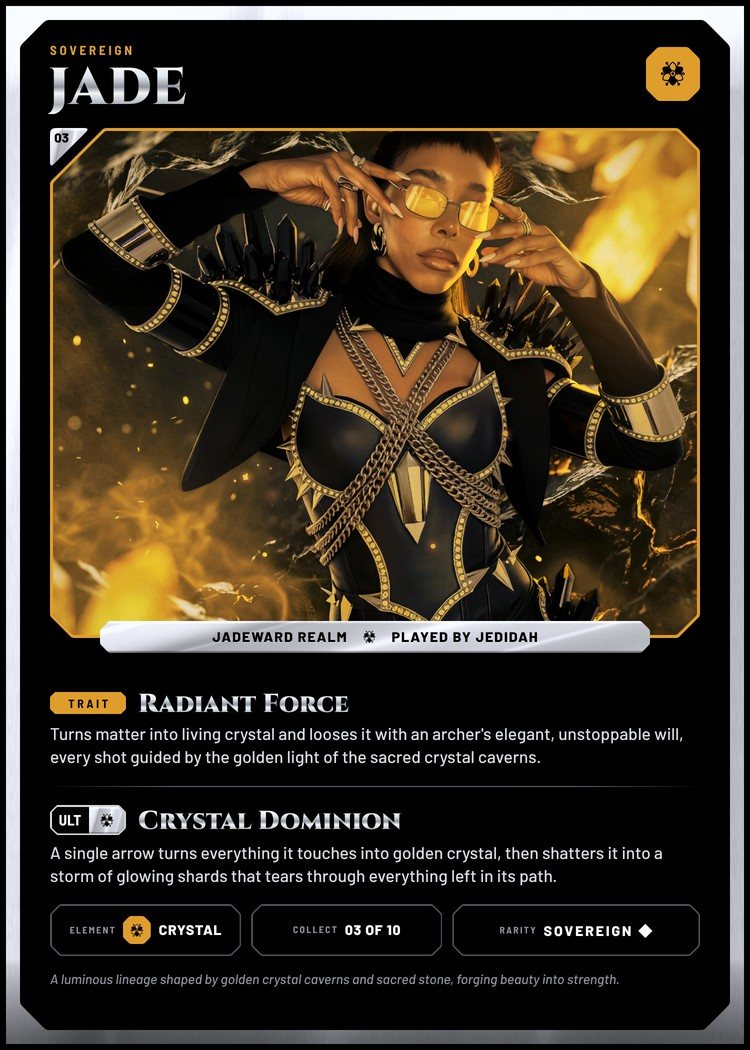 SOVEREIGN
JADE
03
JADEWARD REALM PLAYED BY JEDIDAH
TRAIT RADIANT FORCE
Turns matter into living crystal and looses it with an archer's elegant, unstoppable will,
every shot guided by the golden light of the sacred crystal caverns.
ULT CRYSTAL DOMINION
A single arrow turns everything it touches into golden crystal, then shatters it into a
storm of glowing shards that tears through everything left in its path.
ELEMENT CRYSTAL COLLECT 03 OF 10 RARITY SOVEREIGN
A luminous lineage shaped by golden crystal caverns and sacred stone, forging beauty into strength.